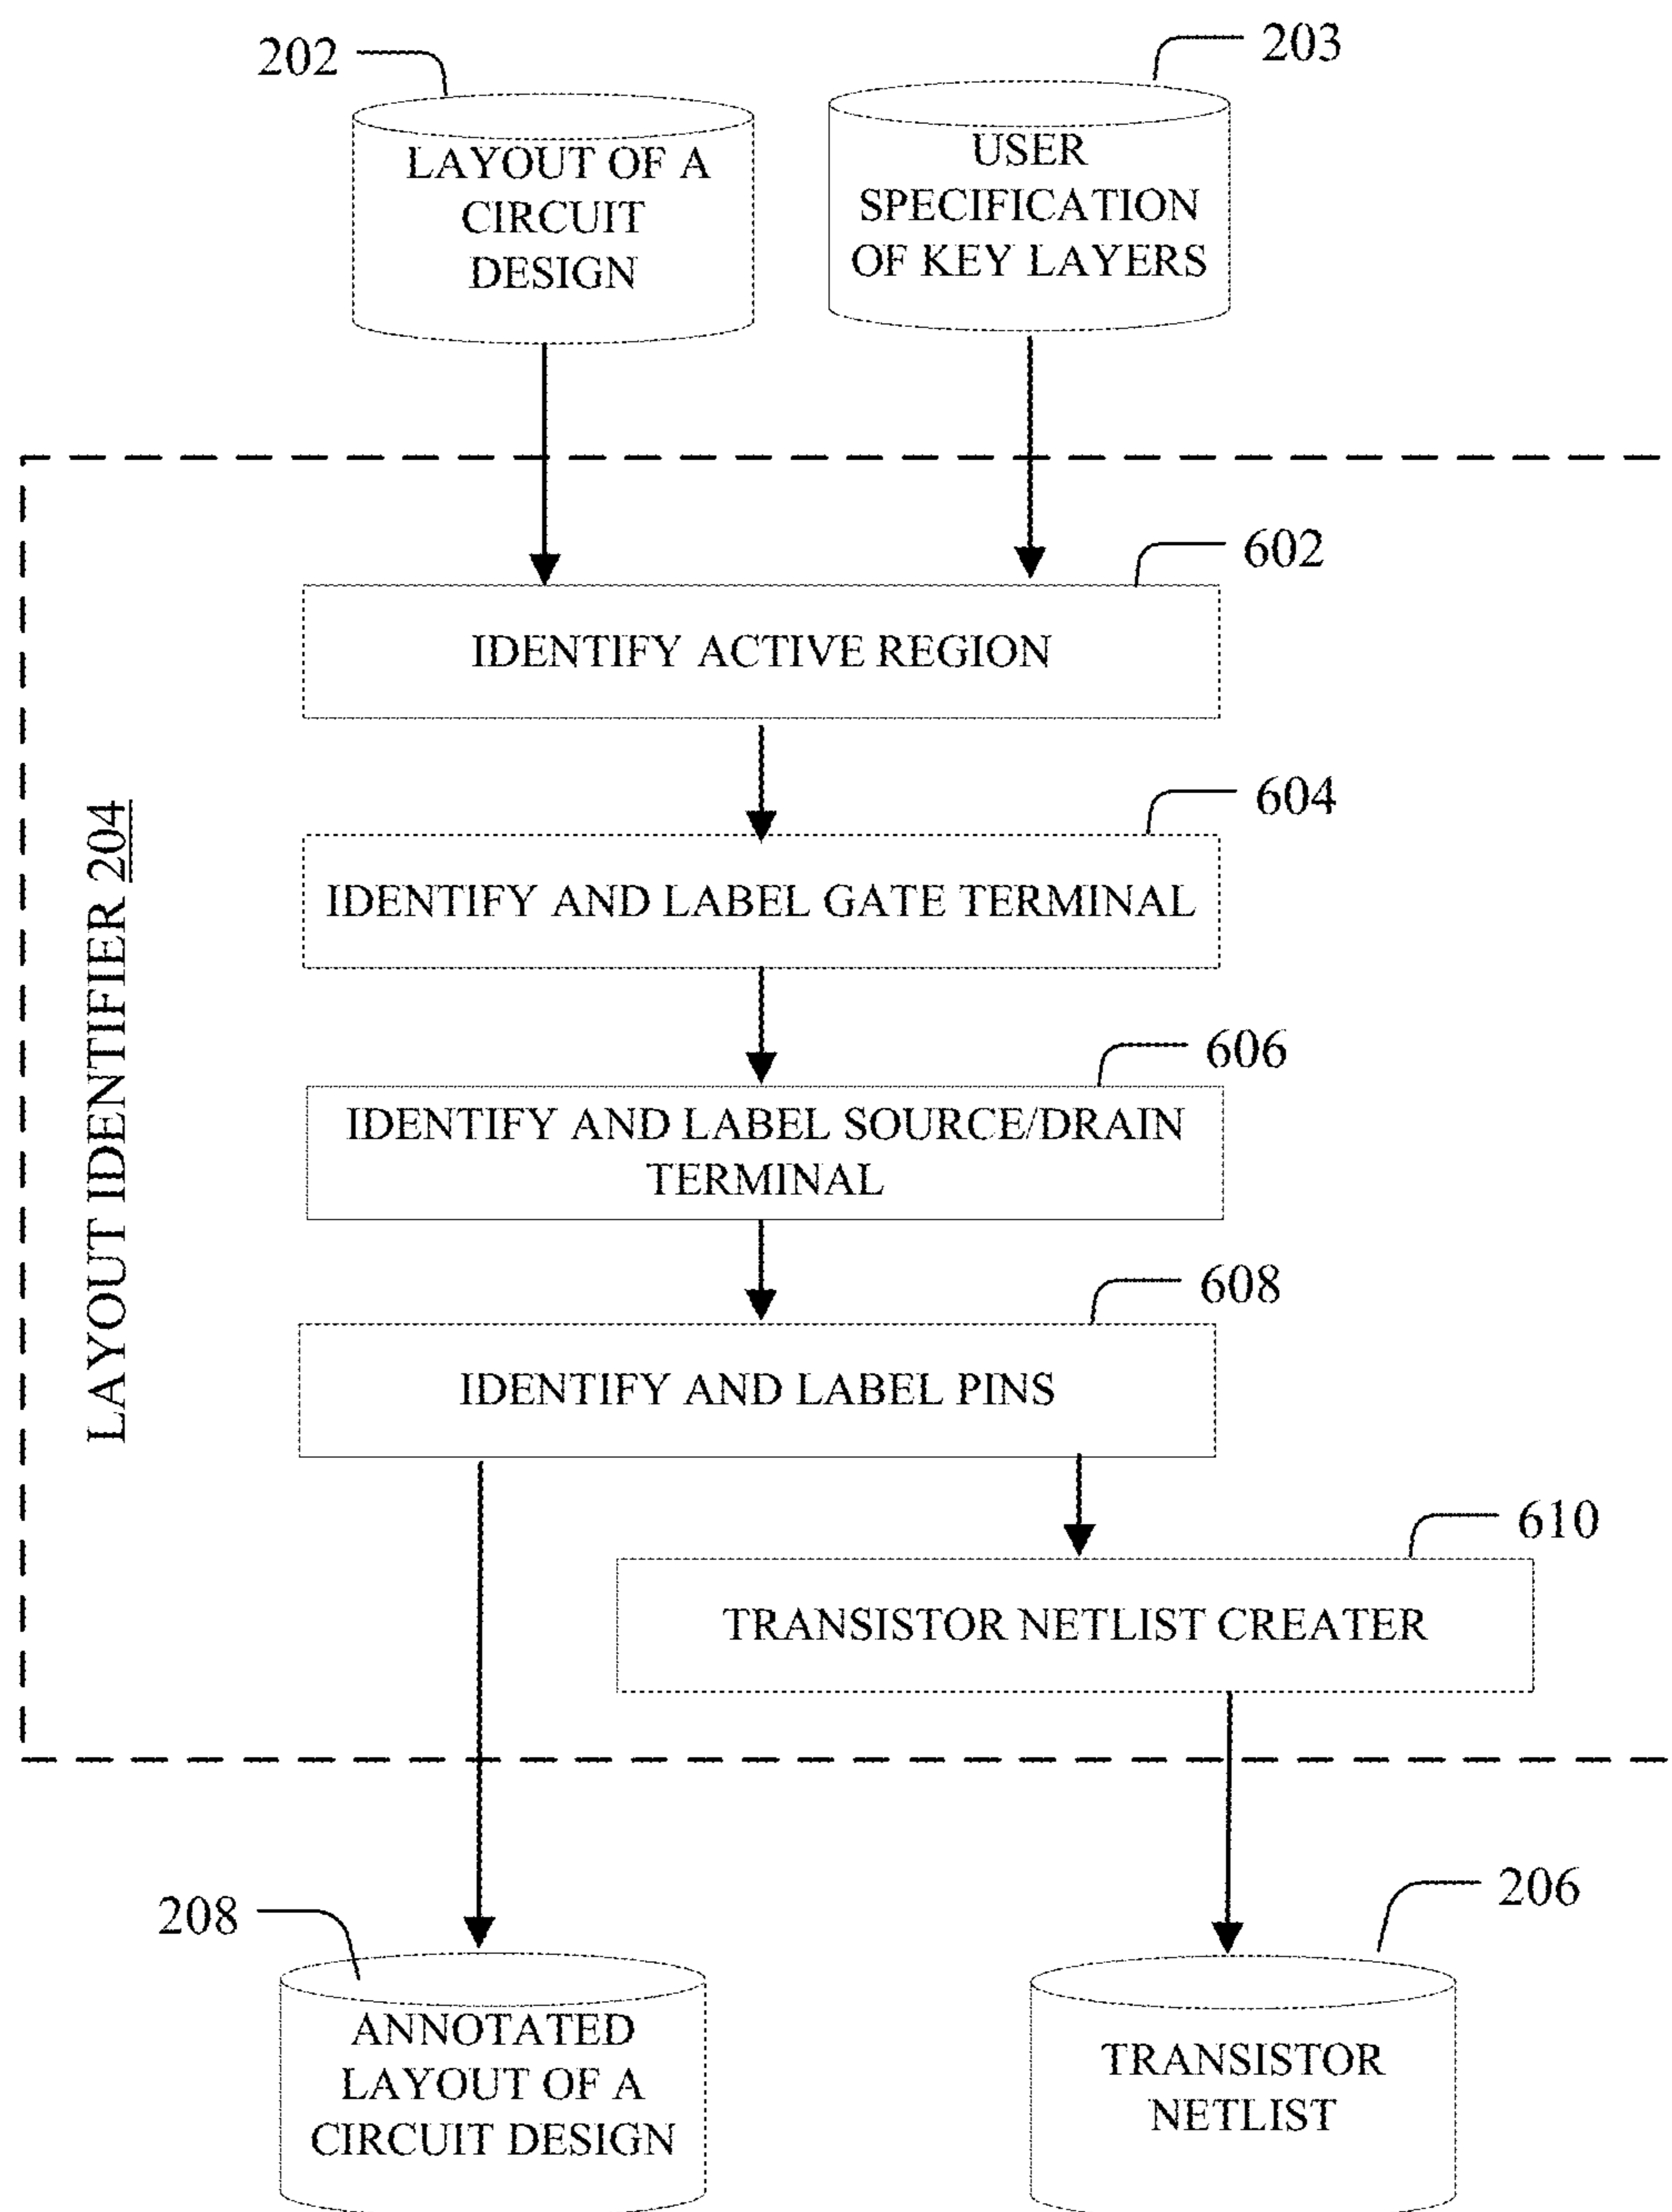 202
203
LAYOUT OF A
CIRCUIT
DESIGN
USER
SPECIFICATION
OF KEY LAYERS
LAYOUT IDENTIFIER 204
602
IDENTIFY ACTIVE REGION
604
IDENTIFY AND LABEL GATE TERMINAL
606
IDENTIFY AND LABEL SOURCE/DRAIN
TERMINAL
608
IDENTIFY AND LABEL PINS
610
TRANSISTOR NETLIST CREATER
208
206
ANNOTATED
LAYOUT OF A
CIRCUIT DESIGN
TRANSISTOR
NETLIST